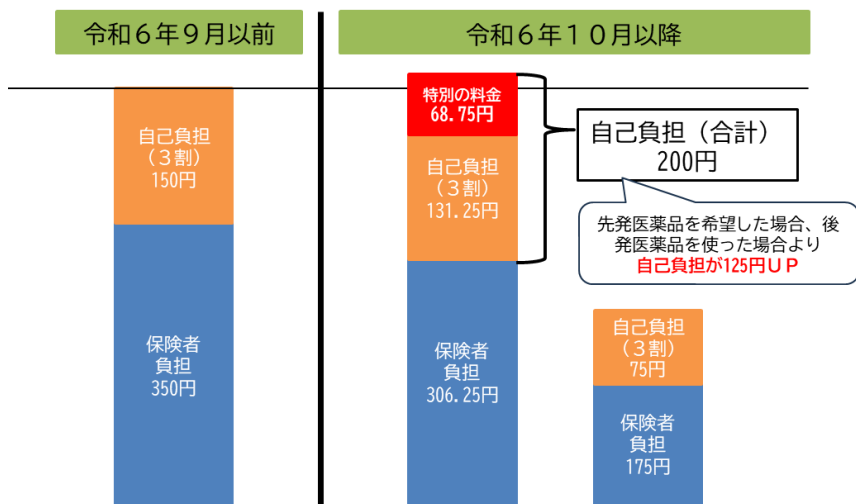 令和６年９月以前
令和６年１０月以降
自己負担
（３割）
150円
保険者
負担
350円
特別の料金
68.75円
自己負担
（３割）
131.25円
保険者
負担
306.25円
自己負担（合計）
200円
先発医薬品を希望した場合、後
発医薬品を使った場合より
自己負担が125円ＵＰ
自己負担
（３割）
75円
保険者
負担
175円